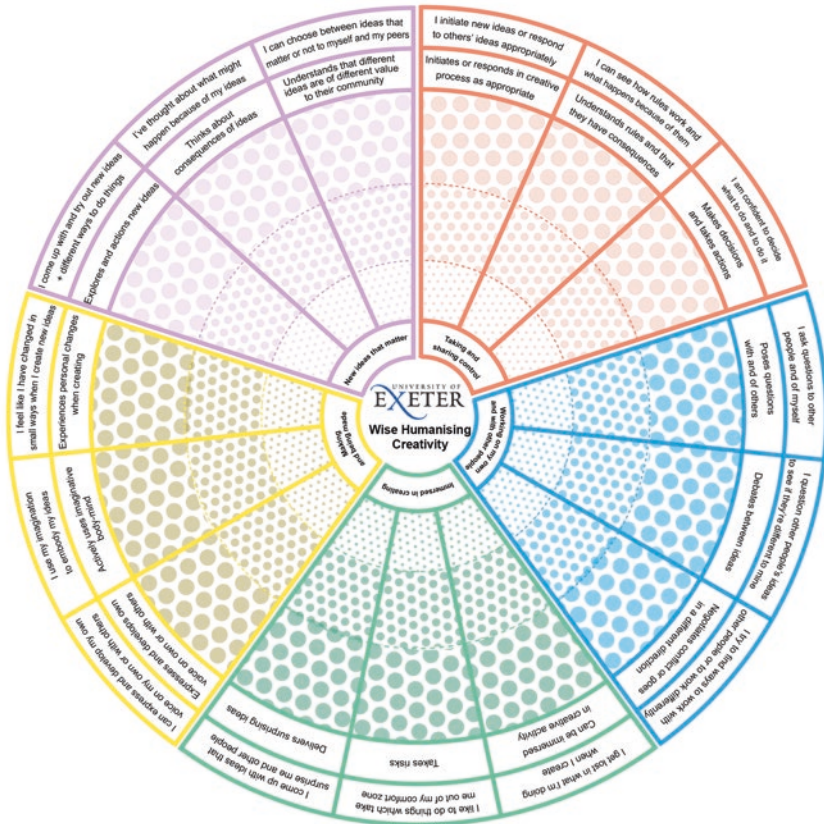 UNIVERSITY OF
EXETER
Wise Humanising
Creativity
Taking and
sharing control
I initiate new ideas or respond
to others' ideas appropriately
Initiates or responds in creative
process as appropriate
I can see how rules work and
what happens because of them
Understands rules and that
they have consequences
I am confident to decide
what to do and to do it
Makes decisions
and takes actions
Working on my own
and with other people
I ask questions to other
people and of myself
Poses questions
with and of others
I question other people's ideas
to see if they're different to mine
Debates between ideas
I try to find ways to work with
other people or to work differently
Negotiates conflict or goes
in a different direction
Immersed in creating
I get lost in what I'm doing
when I create
Can be immersed
in creative activity
I like to do things which take
me out of my comfort zone
Takes risks
I come up with ideas that
surprise me and other people
Delivers surprising ideas
Making
and being made
I can express and develop my own
voice on my own or with others
Expresses and develops own
voice on own or with others
I use my imagination
to embody my ideas
Actively uses imaginative
body-mind
I feel like I have changed in
small ways when I create new ideas
Experiences personal changes
when creating
New ideas that matter
I come up with and try out new ideas
+ different ways to do things
Explores and actions new ideas
I've thought about what might
happen because of my ideas
Thinks about
consequences of ideas
I can choose between ideas that
matter or not to myself and my peers
Understands that different
ideas are of different value
to their community